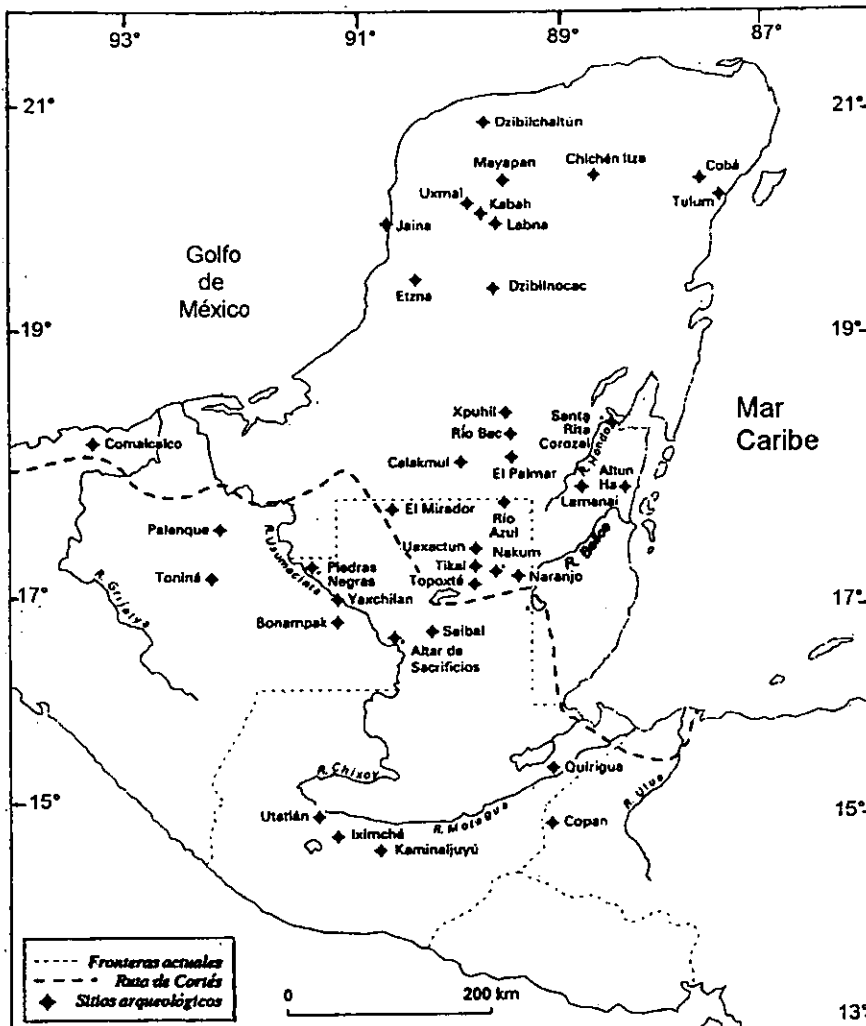 93°
91°
89°
87°
21°
21°
Dzibilchaltún
Mayapan
Chichén Itza
Cobá
Uxmal
Kabah
Tulum
Jaina
Labna
Golfo
de
México
Etzna
Dzibilnocac
19°
19°
Xpuhil
Santa
Rita
Corozal
Mar
Caribe
Río Bec
R. Hondo
Comalcalco
Calakmul
El Palmar
Altun
Ha
Lamanai
El Mirador
Río
Azul
Palenque
R. Usumacinta
Uaxactun
Nakum
R. Belice
Tikal
Toniná
Piedras
Negras
Topoxté
Naranjo
17°
17°
R. Grijalva
Yaxchilan
Bonampak
Seibal
Altar de
Sacrificios
R. Chixoy
Quirigua
R. Ulua
15°
15°
Utatlán
R. Motagua
Copan
Iximché
Kaminaljuyú
Fronteras actuales
Ruta de Cortés
Sitios arqueológicos
0
200 km
13°